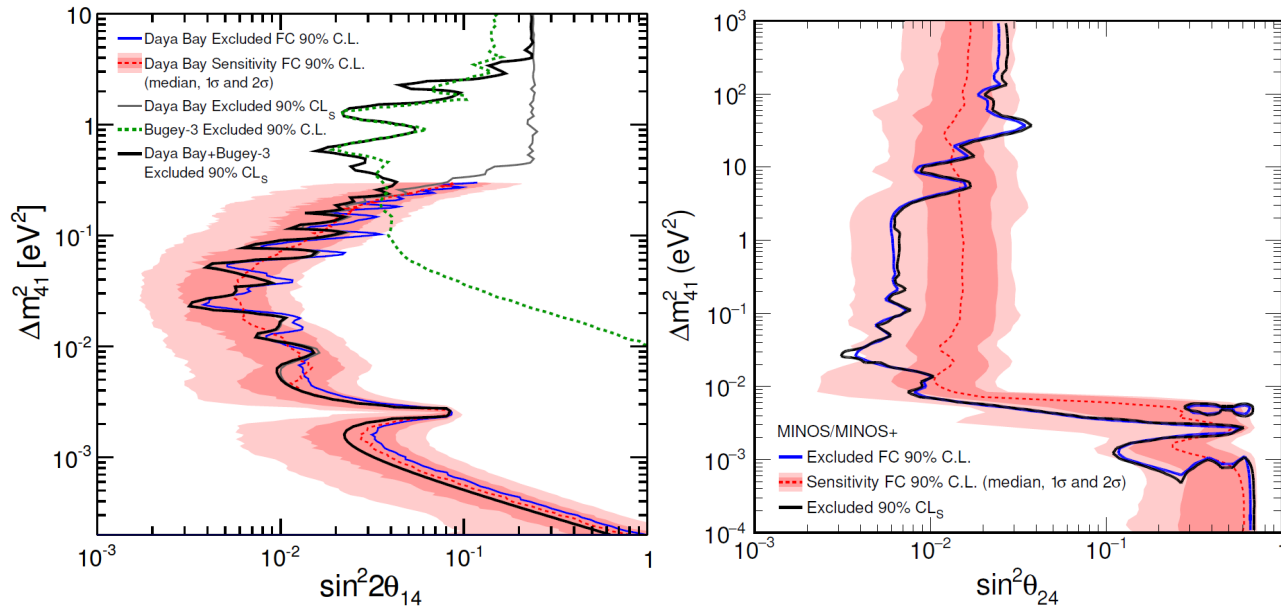 10
1
10⁻¹
10⁻²
10⁻³
Δm²₄₁ [eV²]
Daya Bay Excluded FC 90% C.L.
Daya Bay Sensitivity FC 90% C.L.
(median, 1σ and 2σ)
Daya Bay Excluded 90% CLₛ
Bugey-3 Excluded 90% C.L.
Daya Bay+Bugey-3
Excluded 90% CLₛ
10⁻³ 10⁻² 10⁻¹ 1
sin²2θ₁₄
10³
10²
10
1
10⁻¹
10⁻²
10⁻³
10⁻⁴
Δm²₄₁ (eV²)
MINOS/MINOS+
Excluded FC 90% C.L.
Sensitivity FC 90% C.L. (median, 1σ and 2σ)
Excluded 90% CLₛ
10⁻³ 10⁻² 10⁻¹ 1
sin²θ₂₄